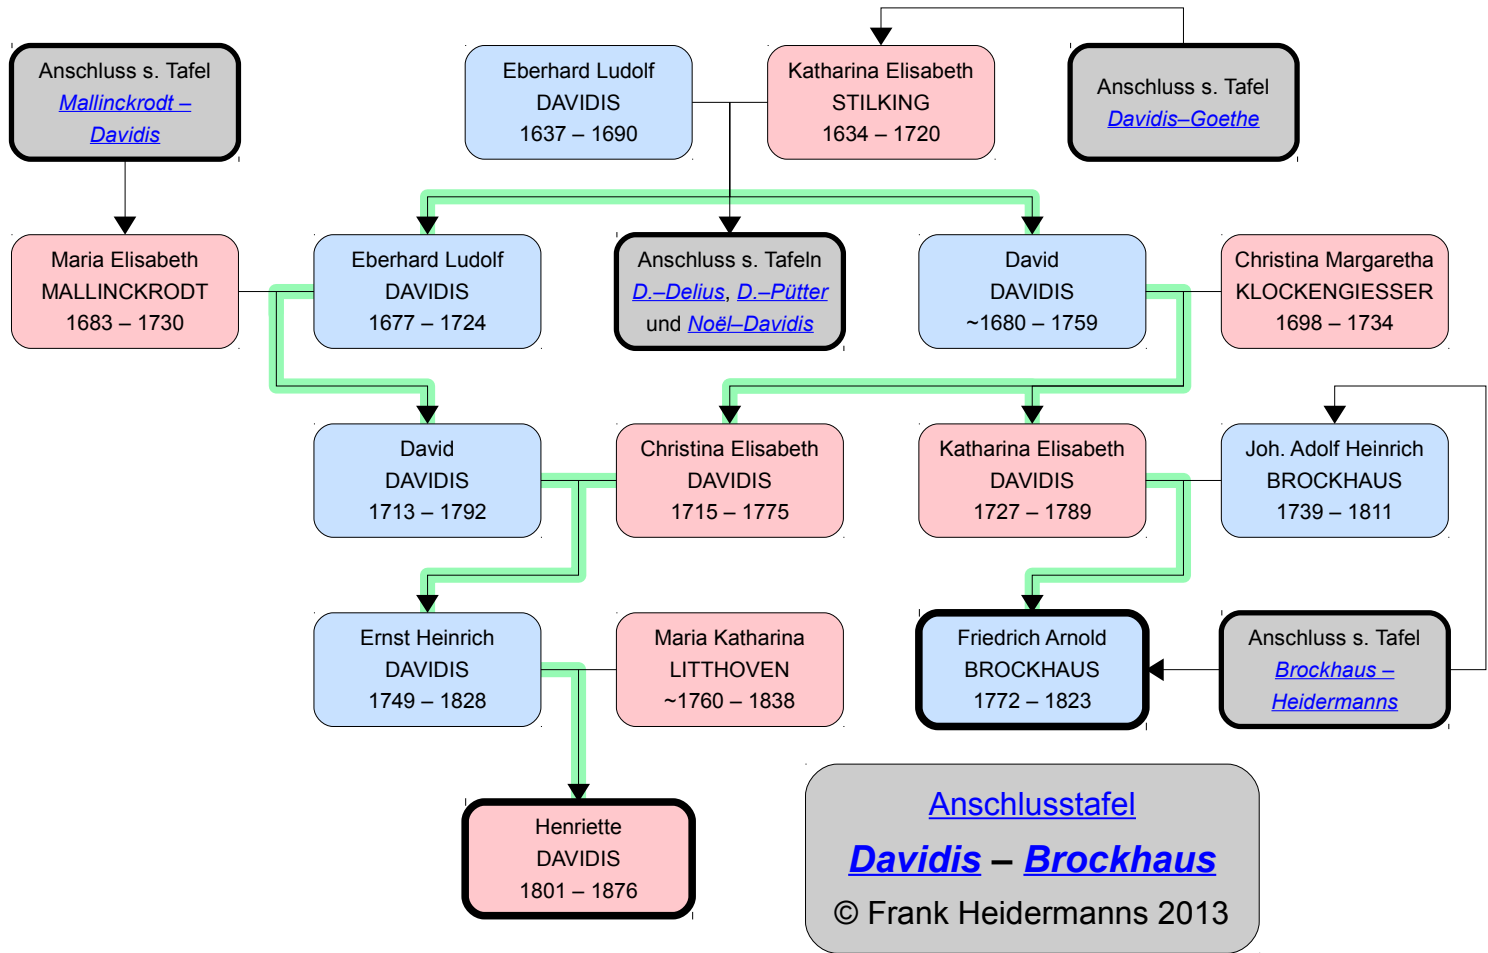 Anschluss s. Tafel
Mallinckrodt –
Davidis
Eberhard Ludolf
DAVIDIS
1637 – 1690
Katharina Elisabeth
STILKING
1634 – 1720
Anschluss s. Tafel
Davidis–Goethe
Maria Elisabeth
MALLINCKRODT
1683 – 1730
Eberhard Ludolf
DAVIDIS
1677 – 1724
Anschluss s. Tafeln
D.–Delius, D.–Pütter
und Noël–Davidis
David
DAVIDIS
~1680 – 1759
Christina Margaretha
KLOCKENGIESSER
1698 – 1734
David
DAVIDIS
1713 – 1792
Christina Elisabeth
DAVIDIS
1715 – 1775
Katharina Elisabeth
DAVIDIS
1727 – 1789
Joh. Adolf Heinrich
BROCKHAUS
1739 – 1811
Ernst Heinrich
DAVIDIS
1749 – 1828
Maria Katharina
LITTHOVEN
~1760 – 1838
Friedrich Arnold
BROCKHAUS
1772 – 1823
Anschluss s. Tafel
Brockhaus –
Heidermanns
Henriette
DAVIDIS
1801 – 1876
Anschlusstafel
Davidis – Brockhaus
© Frank Heidermanns 2013